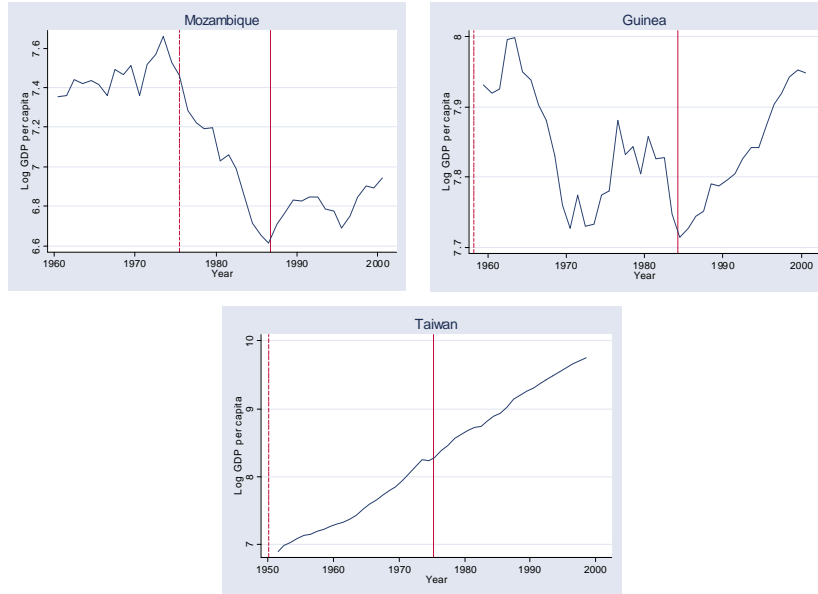 Mozambique
Log GDP per capita
7.6
7.4
7.2
7
6.8
6.6
1960 1970 1980 1990 2000
Year
Guinea
Log GDP per capita
8
7.9
7.8
7.7
1960 1970 1980 1990 2000
Year
Taiwan
Log GDP per capita
10
9
8
7
1950 1960 1970 1980 1990 2000
Year